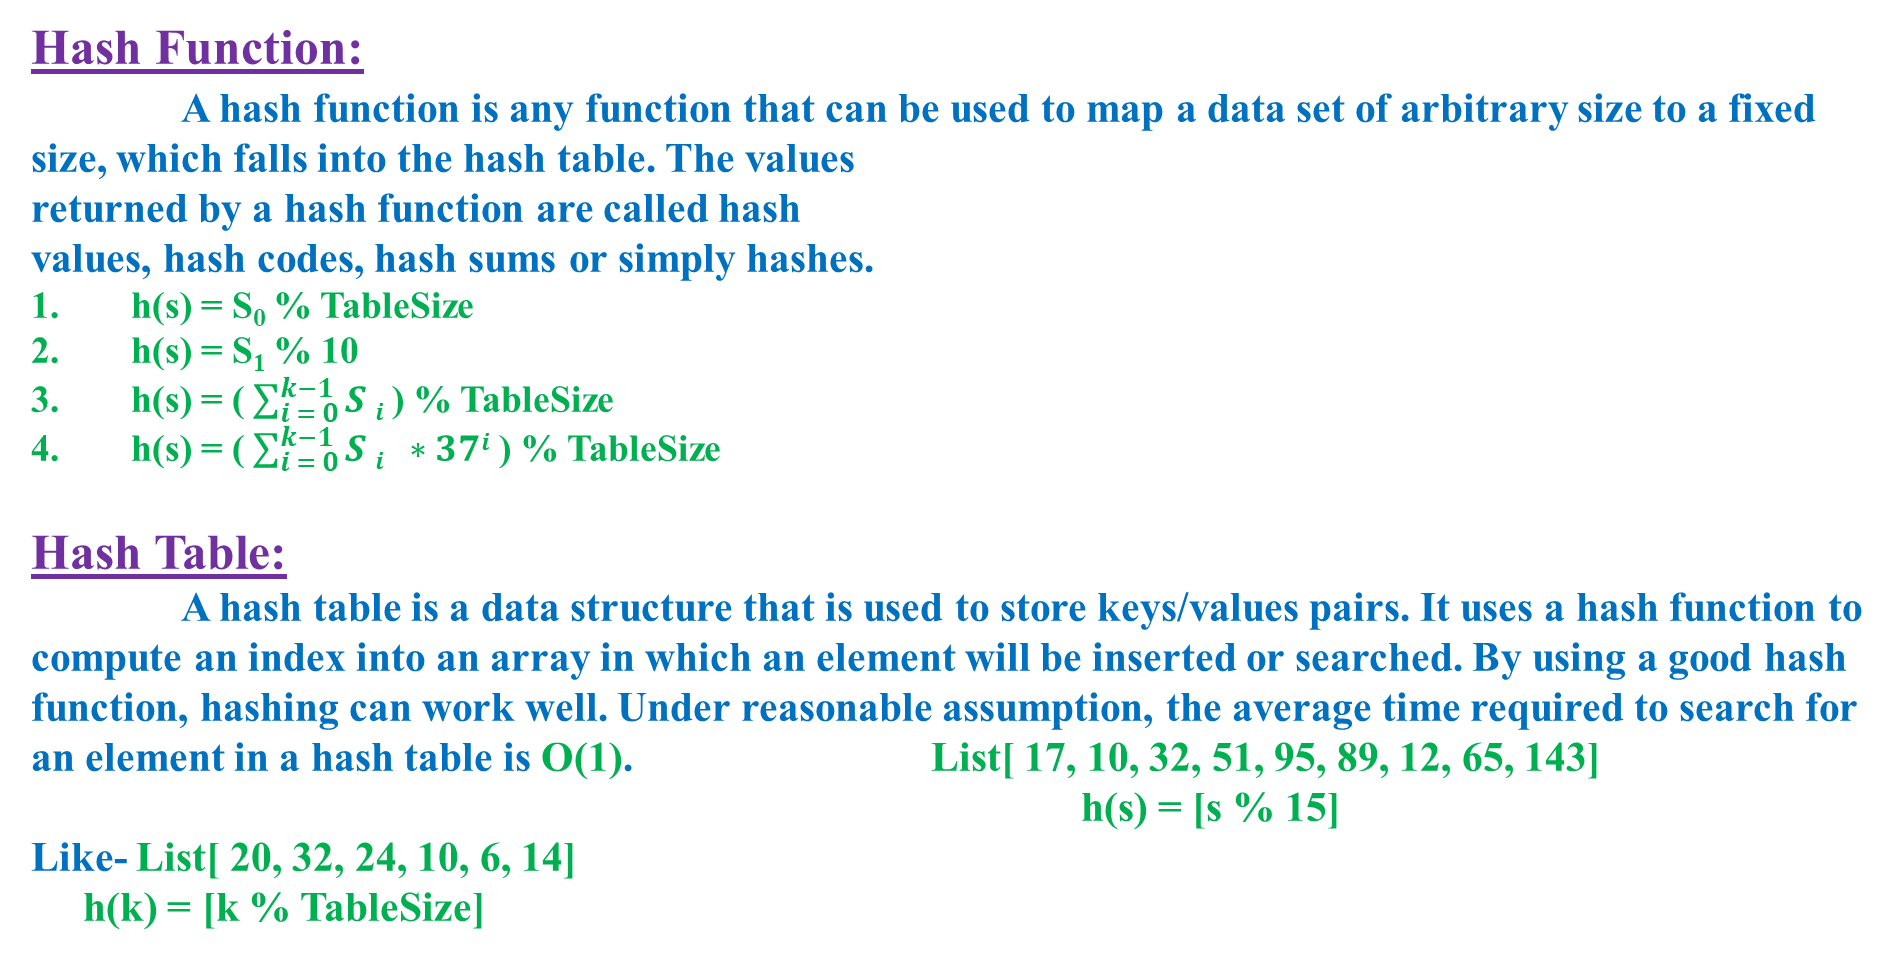 Hash Function:
A hash function is any function that can be used to map a data set of arbitrary size to a fixed
size, which falls into the hash table. The values
returned by a hash function are called hash
values, hash codes, hash sums or simply hashes.
1. h(s) = S₀ % TableSize
2. h(s) = S₁ % 10
3. h(s) = ( ∑_{i = 0}^{k−1} S_i ) % TableSize
4. h(s) = ( ∑_{i = 0}^{k−1} S_i * 37^i ) % TableSize
Hash Table:
A hash table is a data structure that is used to store keys/values pairs. It uses a hash function to
compute an index into an array in which an element will be inserted or searched. By using a good hash
function, hashing can work well. Under reasonable assumption, the average time required to search for
an element in a hash table is O(1).
List[ 17, 10, 32, 51, 95, 89, 12, 65, 143]
h(s) = [s % 15]
Like- List[ 20, 32, 24, 10, 6, 14]
h(k) = [k % TableSize]